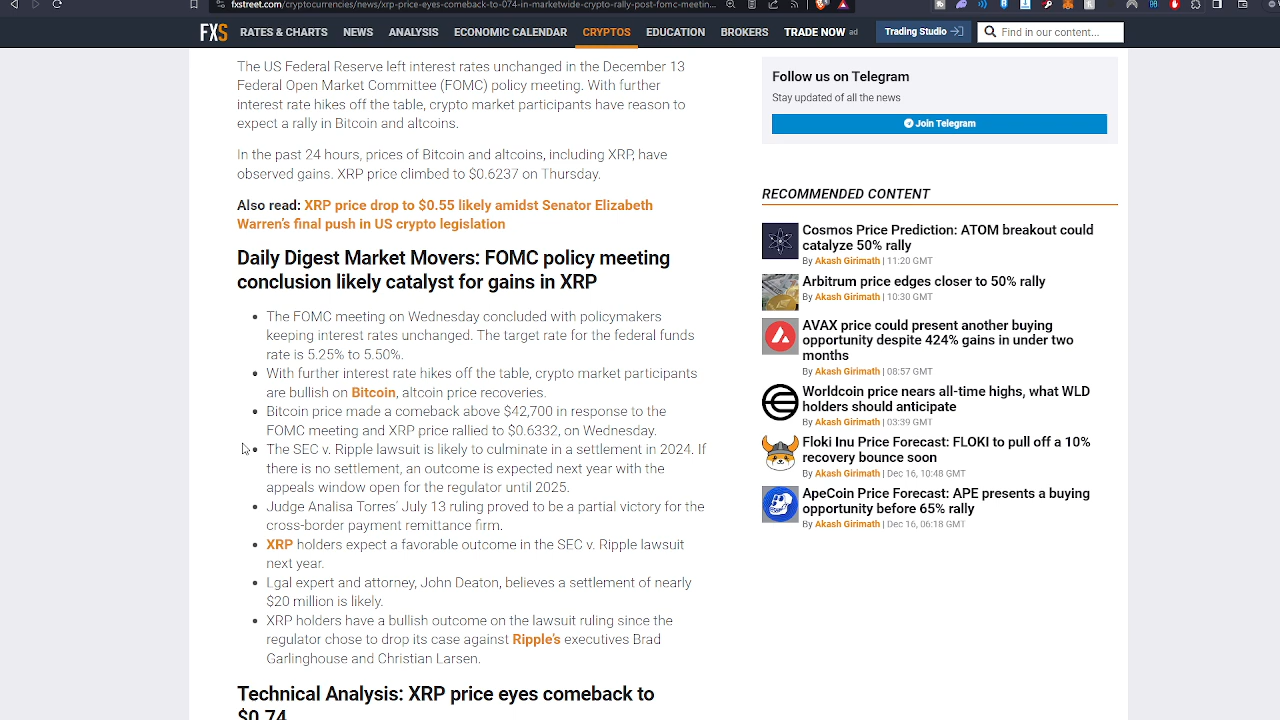 fxstreet.com/cryptocurrencies/news/xrp-price-eyes-comeback-to-074-in-marketwide-crypto-rally-post-fomc-meetin...
FXS RATES & CHARTS NEWS ANALYSIS ECONOMIC CALENDAR CRYPTOS EDUCATION BROKERS TRADE NOW ad Trading Studio Find in our content...
The US Federal Reserve left interest rates unchanged in the December 13
Federal Open Market Committee (FOMC) policy meeting. With further
interest rate hikes off the table, crypto market participants have reason to
expect a rally in Bitcoin and altcoins.
In the past 24 hours, prices of Bitcoin and altcoins, including XRP, have
observed gains. XRP price climbed to $0.6237 on Thursday.
Also read: XRP price drop to $0.55 likely amidst Senator Elizabeth
Warren's final push in US crypto legislation
Daily Digest Market Movers: FOMC policy meeting
conclusion likely catalyst for gains in XRP
The FOMC meeting on Wednesday concluded with policymakers
keeping interest rates unchanged. The target rate for the federal funds
rate is 5.25% to 5.50%.
With further interest rate hikes off the table, crypto market participants
are bullish on Bitcoin, altcoin price recoveries.
Bitcoin price made a comeback above $42,700 in response to the
FOMC meeting and XRP price rallied to $0.6332, on Wednesday.
The SEC v. Ripple lawsuit is likely to culminate in a settlement in 2024. If
there is no settlement, an outcome is expected next year with the
appeals window open for the regulator until 2025.
Judge Analisa Torres' July 13 ruling proved to be a partial victory for the
cross-border payment remittance firm.
XRP holders expect a favorable outcome in the SEC v. Ripple lawsuit
next year.
Lgal expert and attorney, John Deaton, believes a settlement of nearly
$20 million is likely.
XRP holders have a bullish outcome on the lawsuit ruling since the
regulator chose to drop its case against Ripple's executives Brad
Garlinghouse and Christian Larsen.
Technical Analysis: XRP price eyes comeback to
$0.74
Follow us on Telegram
Stay updated of all the news
Join Telegram
RECOMMENDED CONTENT
Cosmos Price Prediction: ATOM breakout could
catalyze 50% rally
By Akash Girimath | 11:20 GMT
Arbitrum price edges closer to 50% rally
By Akash Girimath | 10:30 GMT
AVAX price could present another buying
opportunity despite 424% gains in under two
months
By Akash Girimath | 08:57 GMT
Worldcoin price nears all-time highs, what WLD
holders should anticipate
By Akash Girimath | 03:39 GMT
Floki Inu Price Forecast: FLOKI to pull off a 10%
recovery bounce soon
By Akash Girimath | Dec 16, 10:48 GMT
ApeCoin Price Forecast: APE presents a buying
opportunity before 65% rally
By Akash Girimath | Dec 16, 06:18 GMT